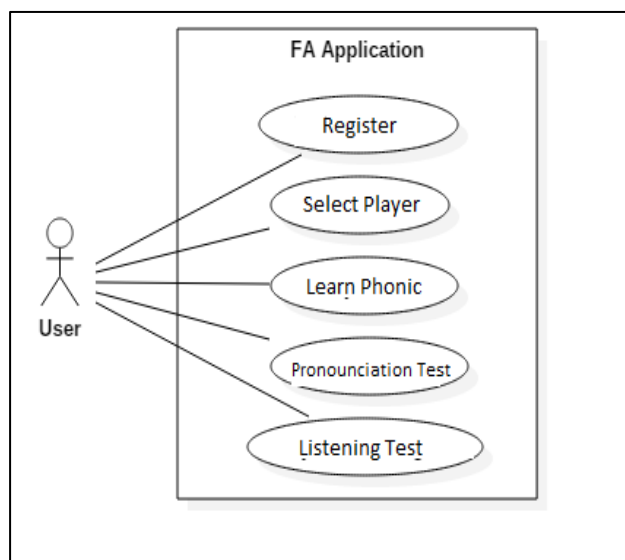 FA Application
Register
Select Player
Learn Phonic
User
Pronounciation Test
Listening Test